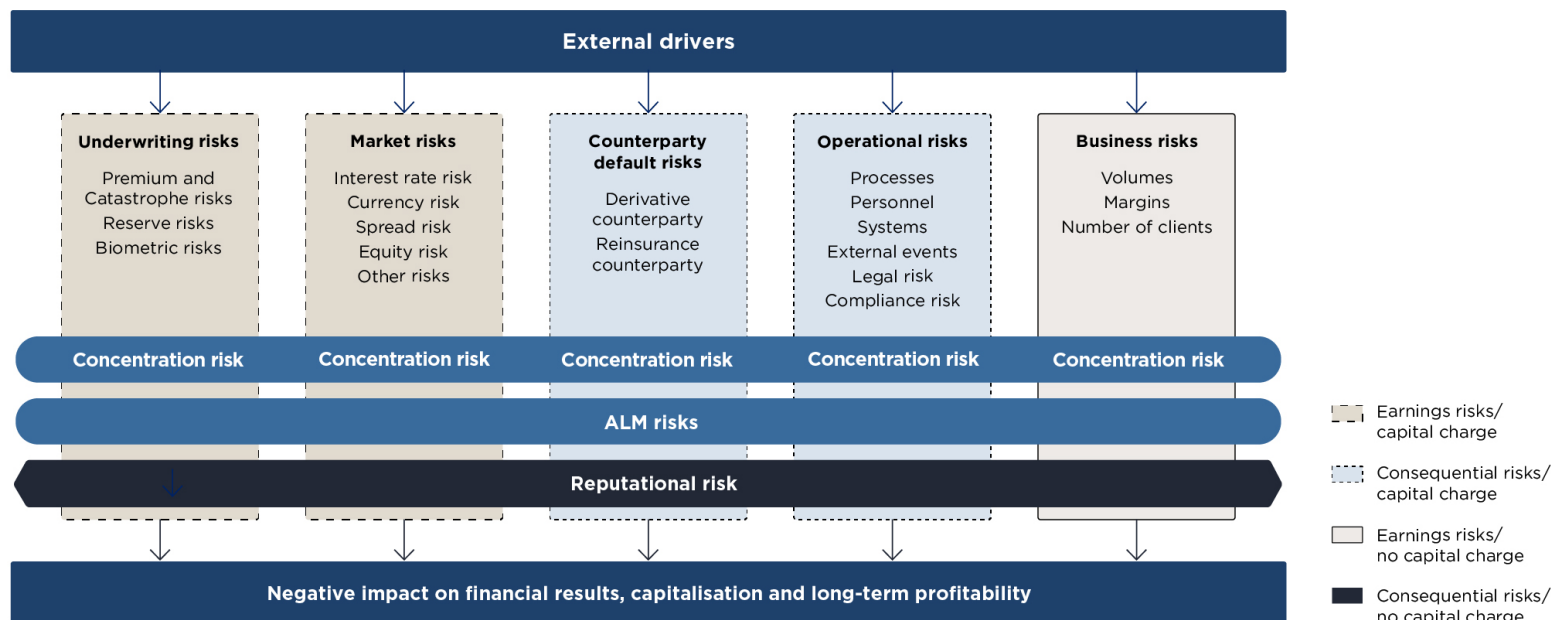 External drivers
Underwriting risks
Premium and
Catastrophe risks
Reserve risks
Biometric risks
Market risks
Interest rate risk
Currency risk
Spread risk
Equity risk
Other risks
Counterparty
default risks
Derivative
counterparty
Reinsurance
counterparty
Operational risks
Processes
Personnel
Systems
External events
Legal risk
Compliance risk
Business risks
Volumes
Margins
Number of clients
Concentration risk
Concentration risk
Concentration risk
Concentration risk
Concentration risk
ALM risks
Reputational risk
Negative impact on financial results, capitalisation and long-term profitability
Earnings risks/
capital charge
Consequential risks/
capital charge
Earnings risks/
no capital charge
Consequential risks/
no capital charge